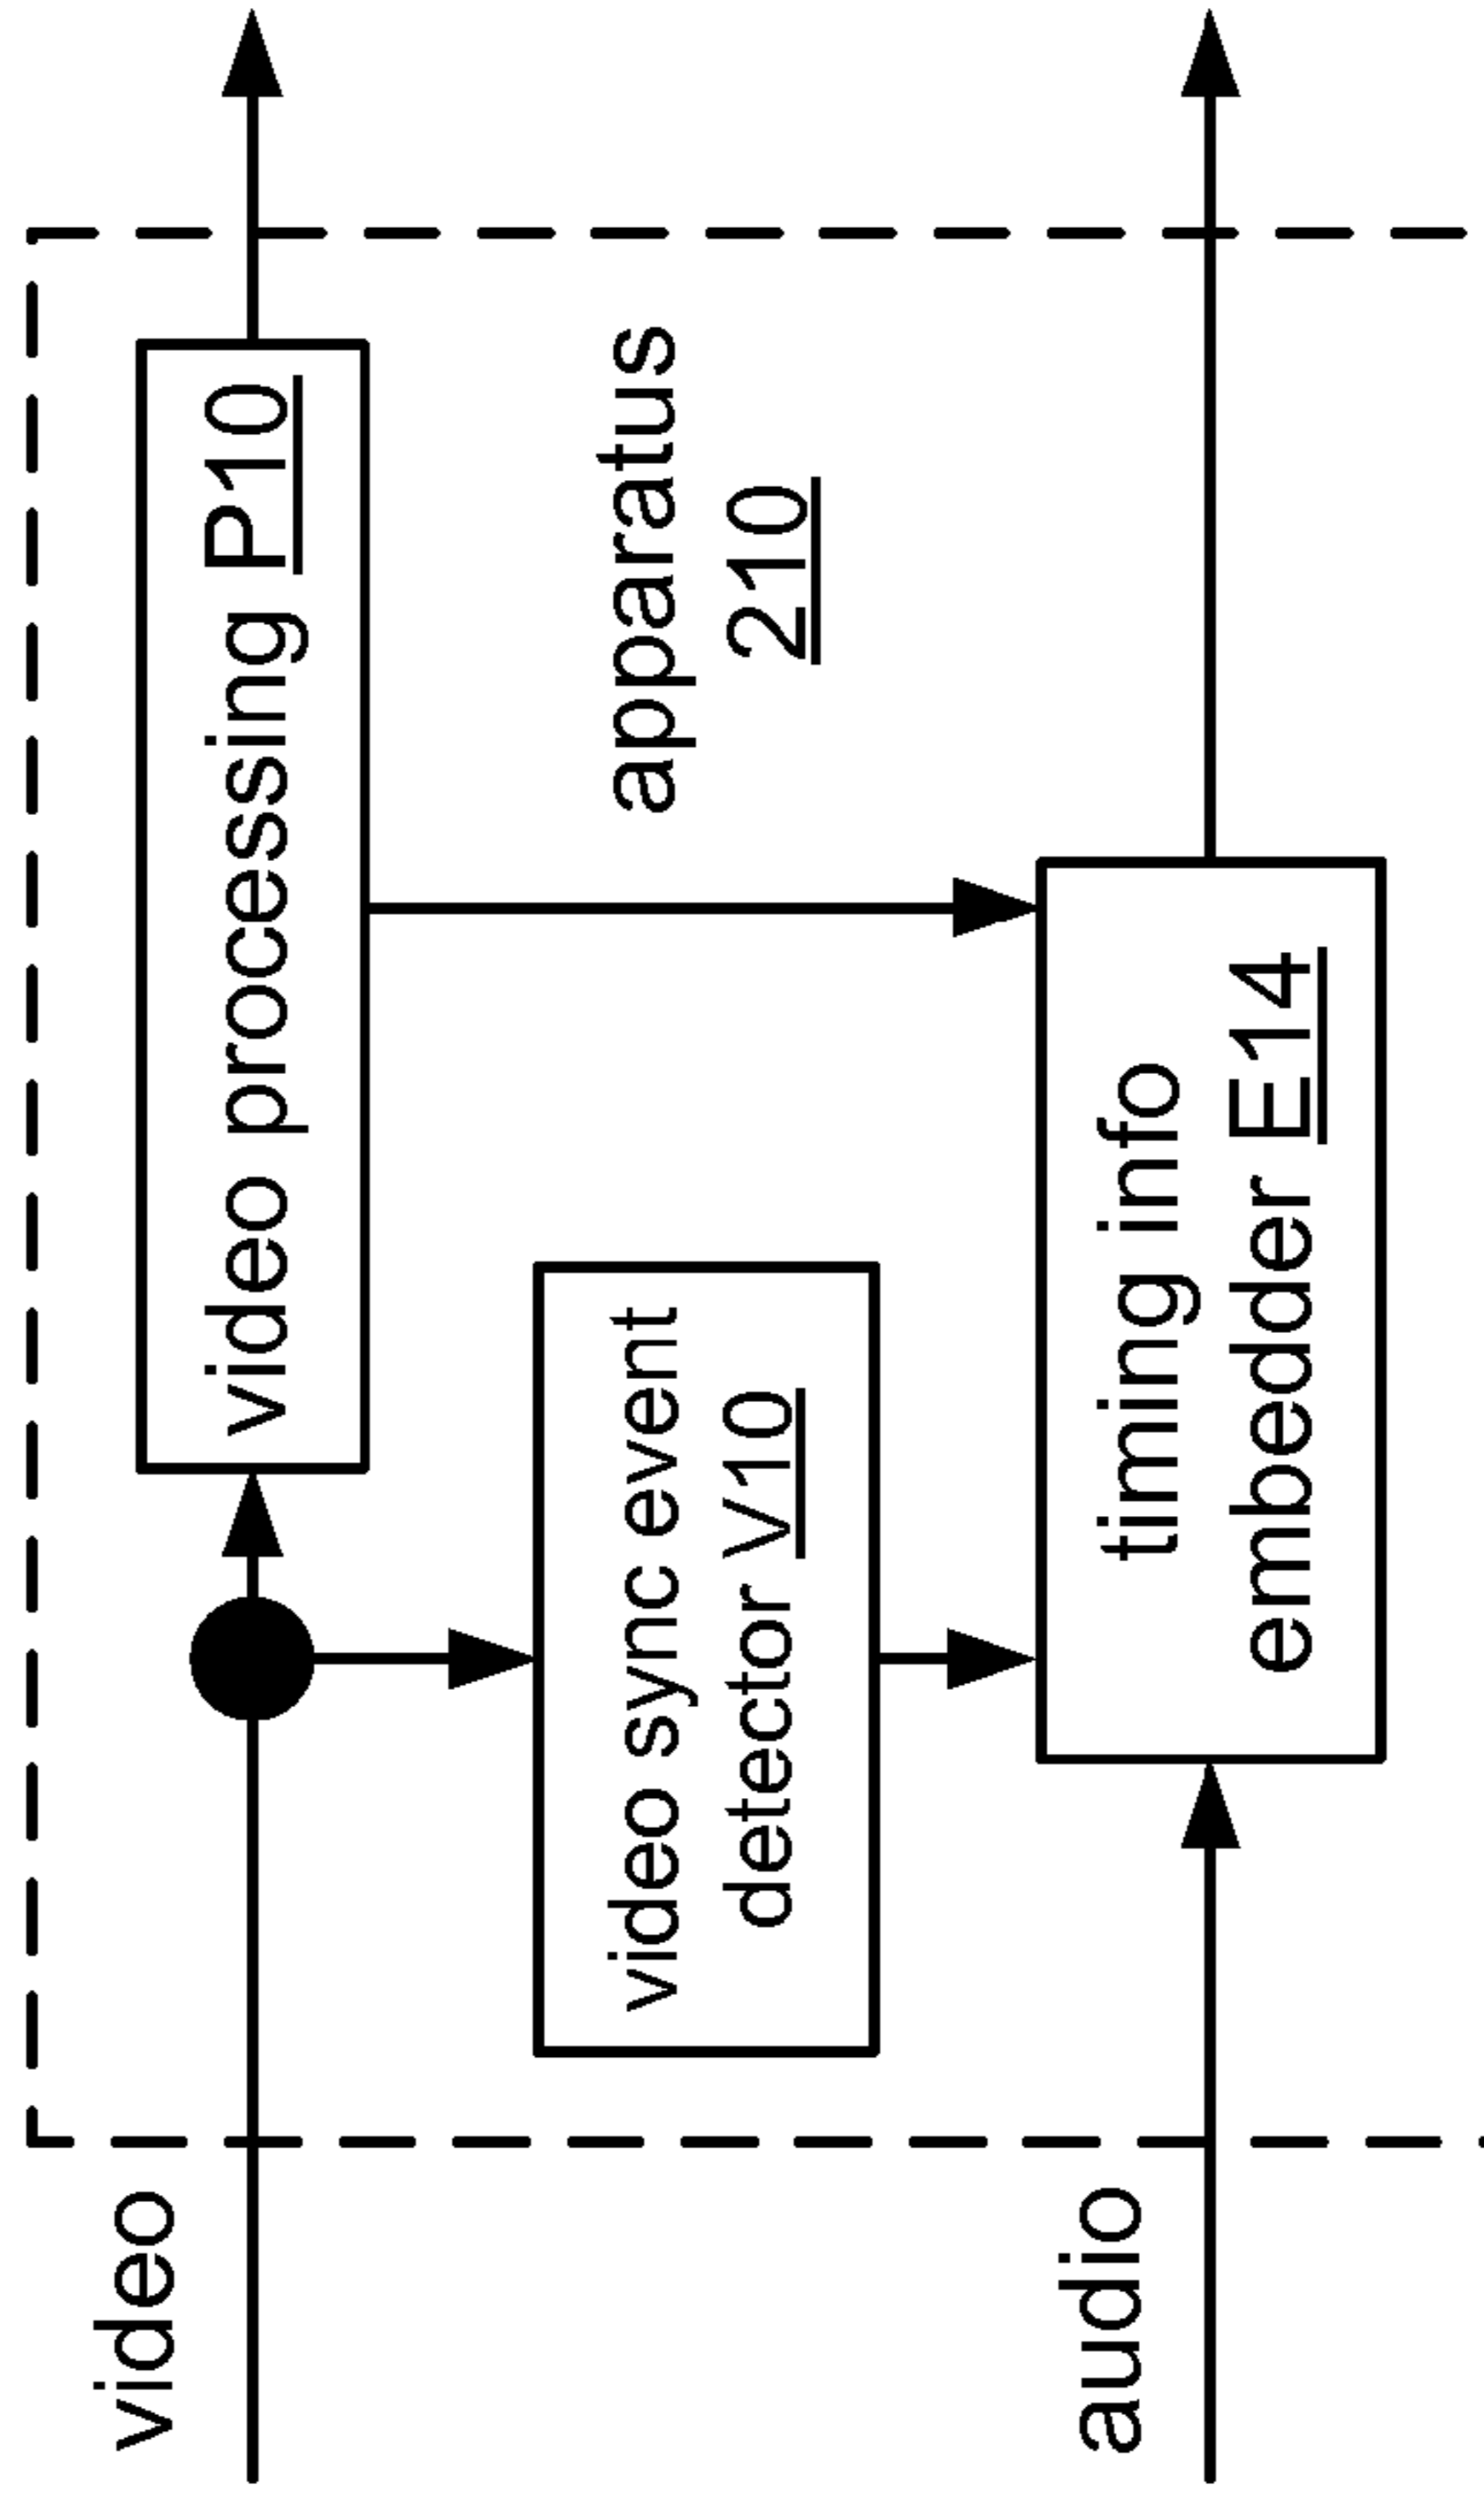 video
video processing P10
video sync event
detector V10
apparatus
210
audio
timing info
embedder E14